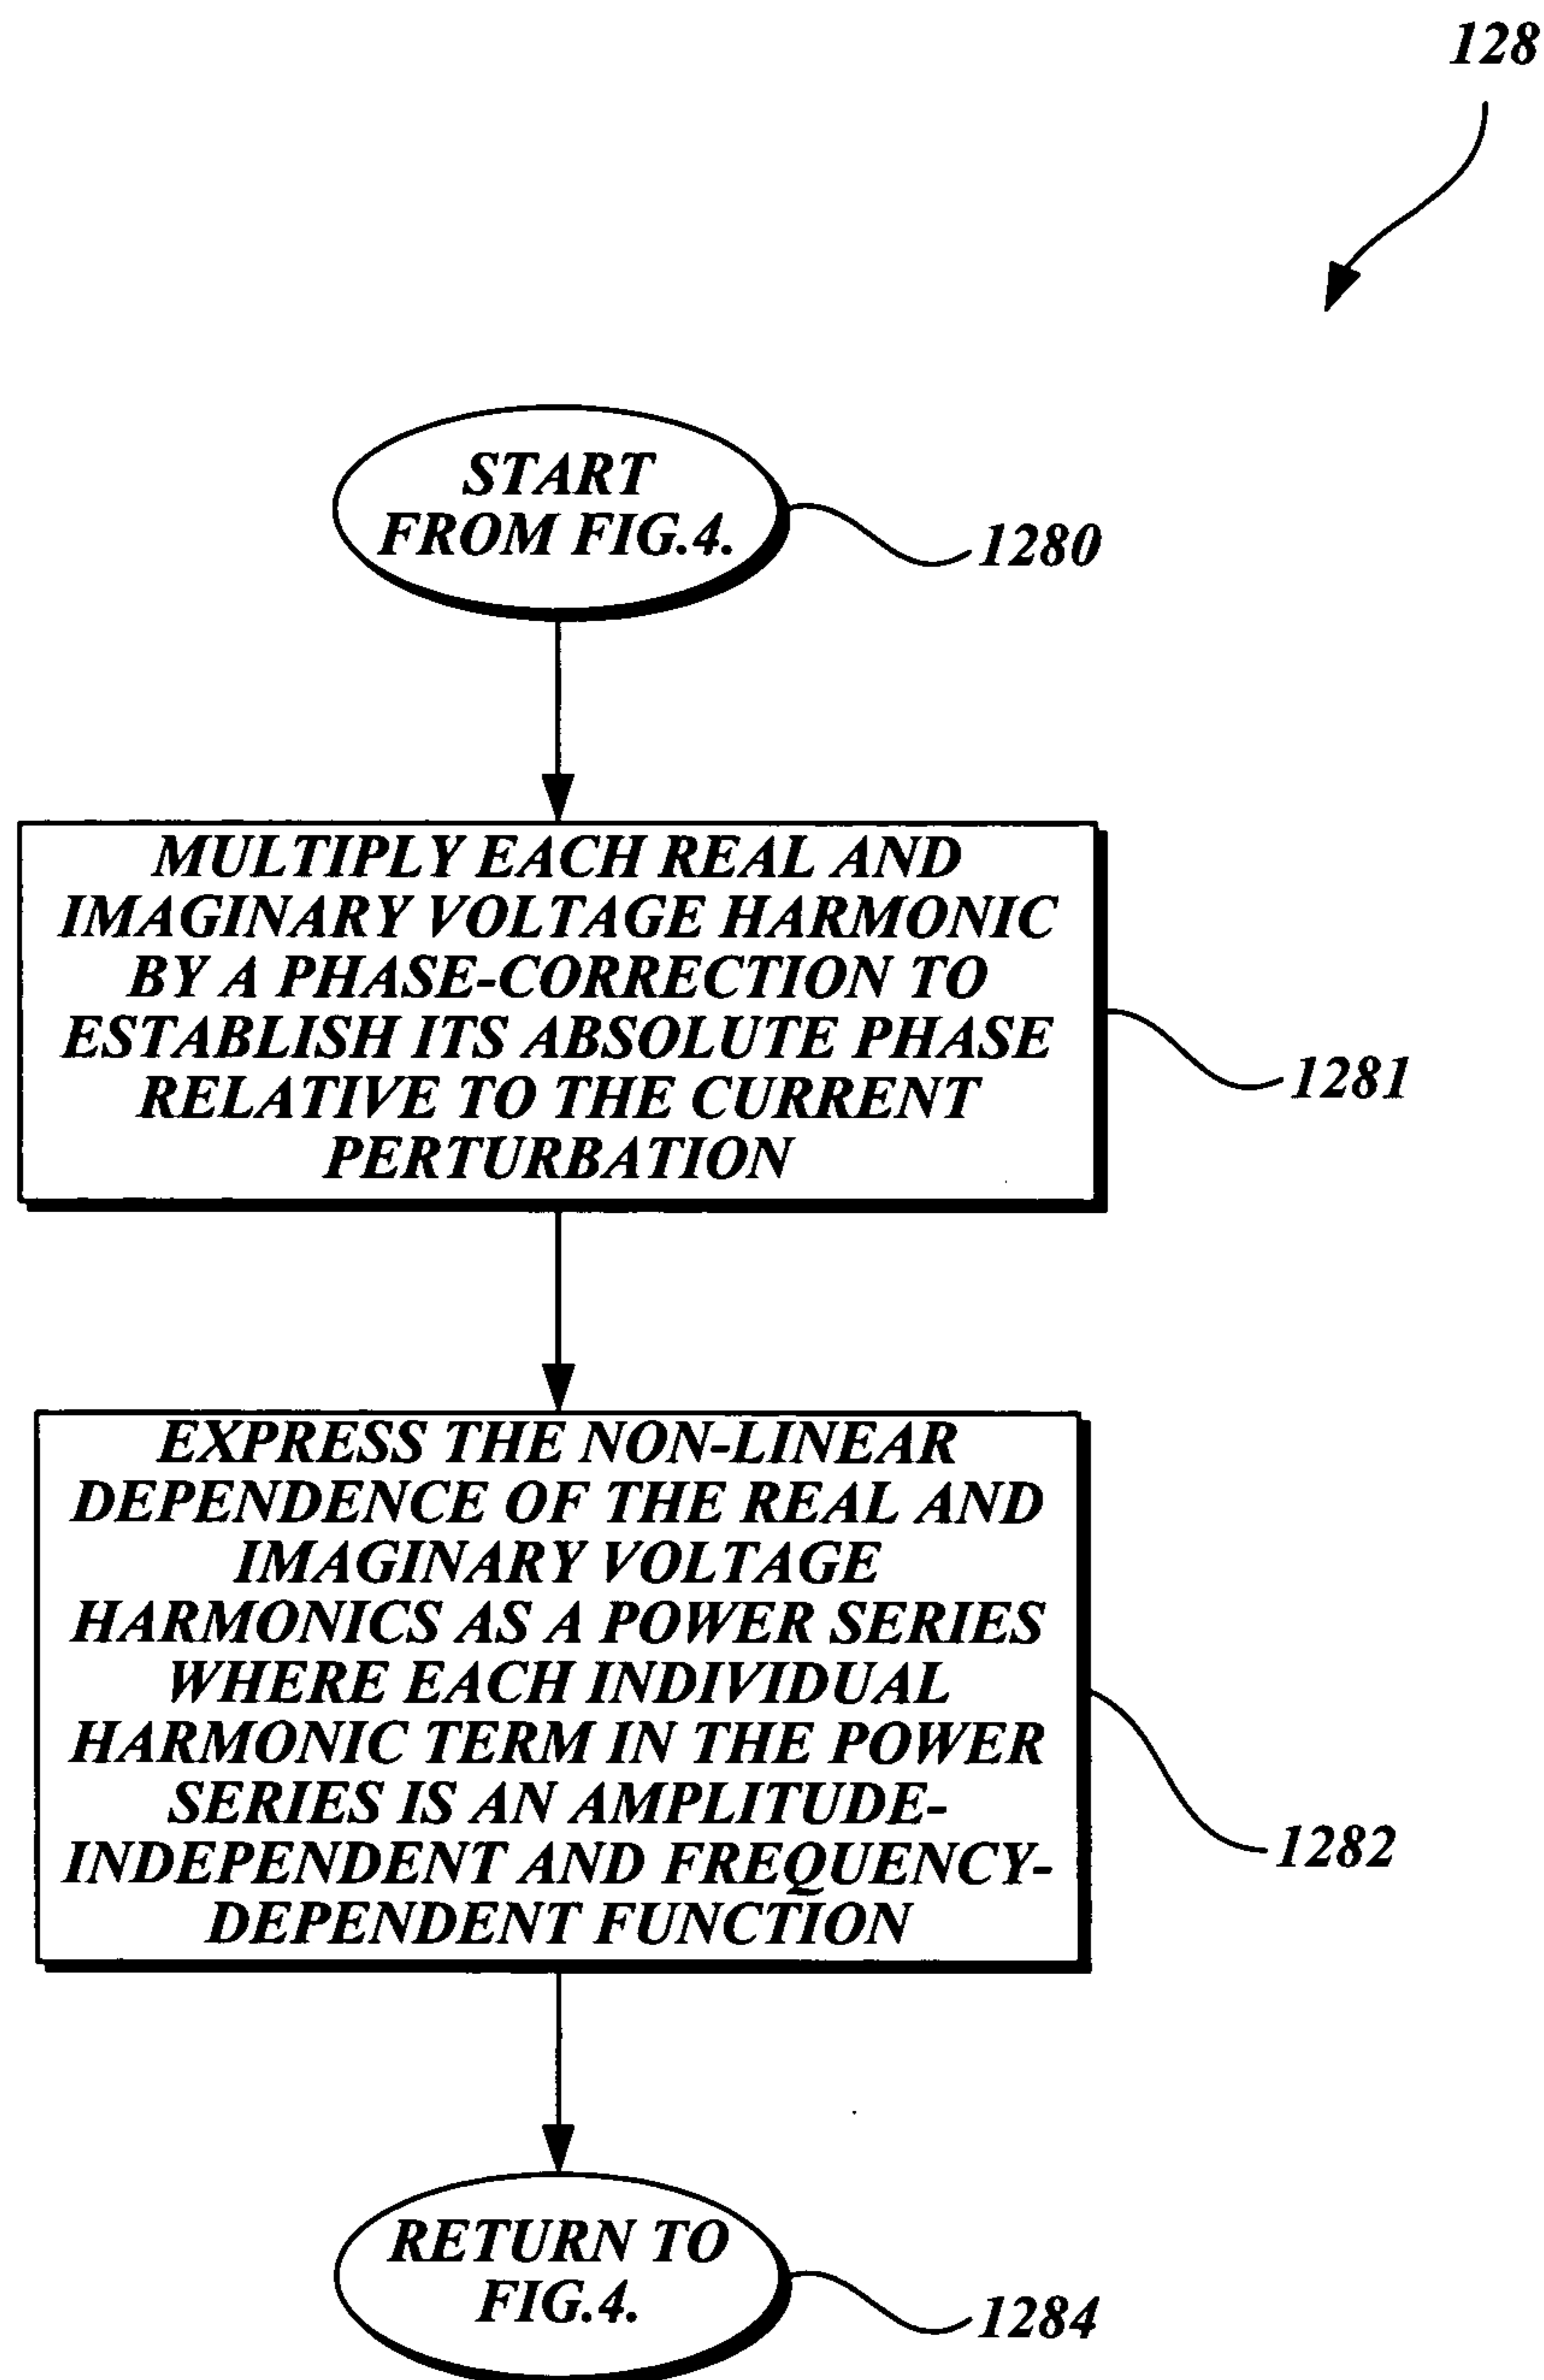 128
START
FROM FIG.4.
1280
MULTIPLY EACH REAL AND
IMAGINARY VOLTAGE HARMONIC
BY A PHASE-CORRECTION TO
ESTABLISH ITS ABSOLUTE PHASE
RELATIVE TO THE CURRENT
PERTURBATION
1281
EXPRESS THE NON-LINEAR
DEPENDENCE OF THE REAL AND
IMAGINARY VOLTAGE
HARMONICS AS A POWER SERIES
WHERE EACH INDIVIDUAL
HARMONIC TERM IN THE POWER
SERIES IS AN AMPLITUDE-
INDEPENDENT AND FREQUENCY-
DEPENDENT FUNCTION
1282
RETURN TO
FIG.4.
1284